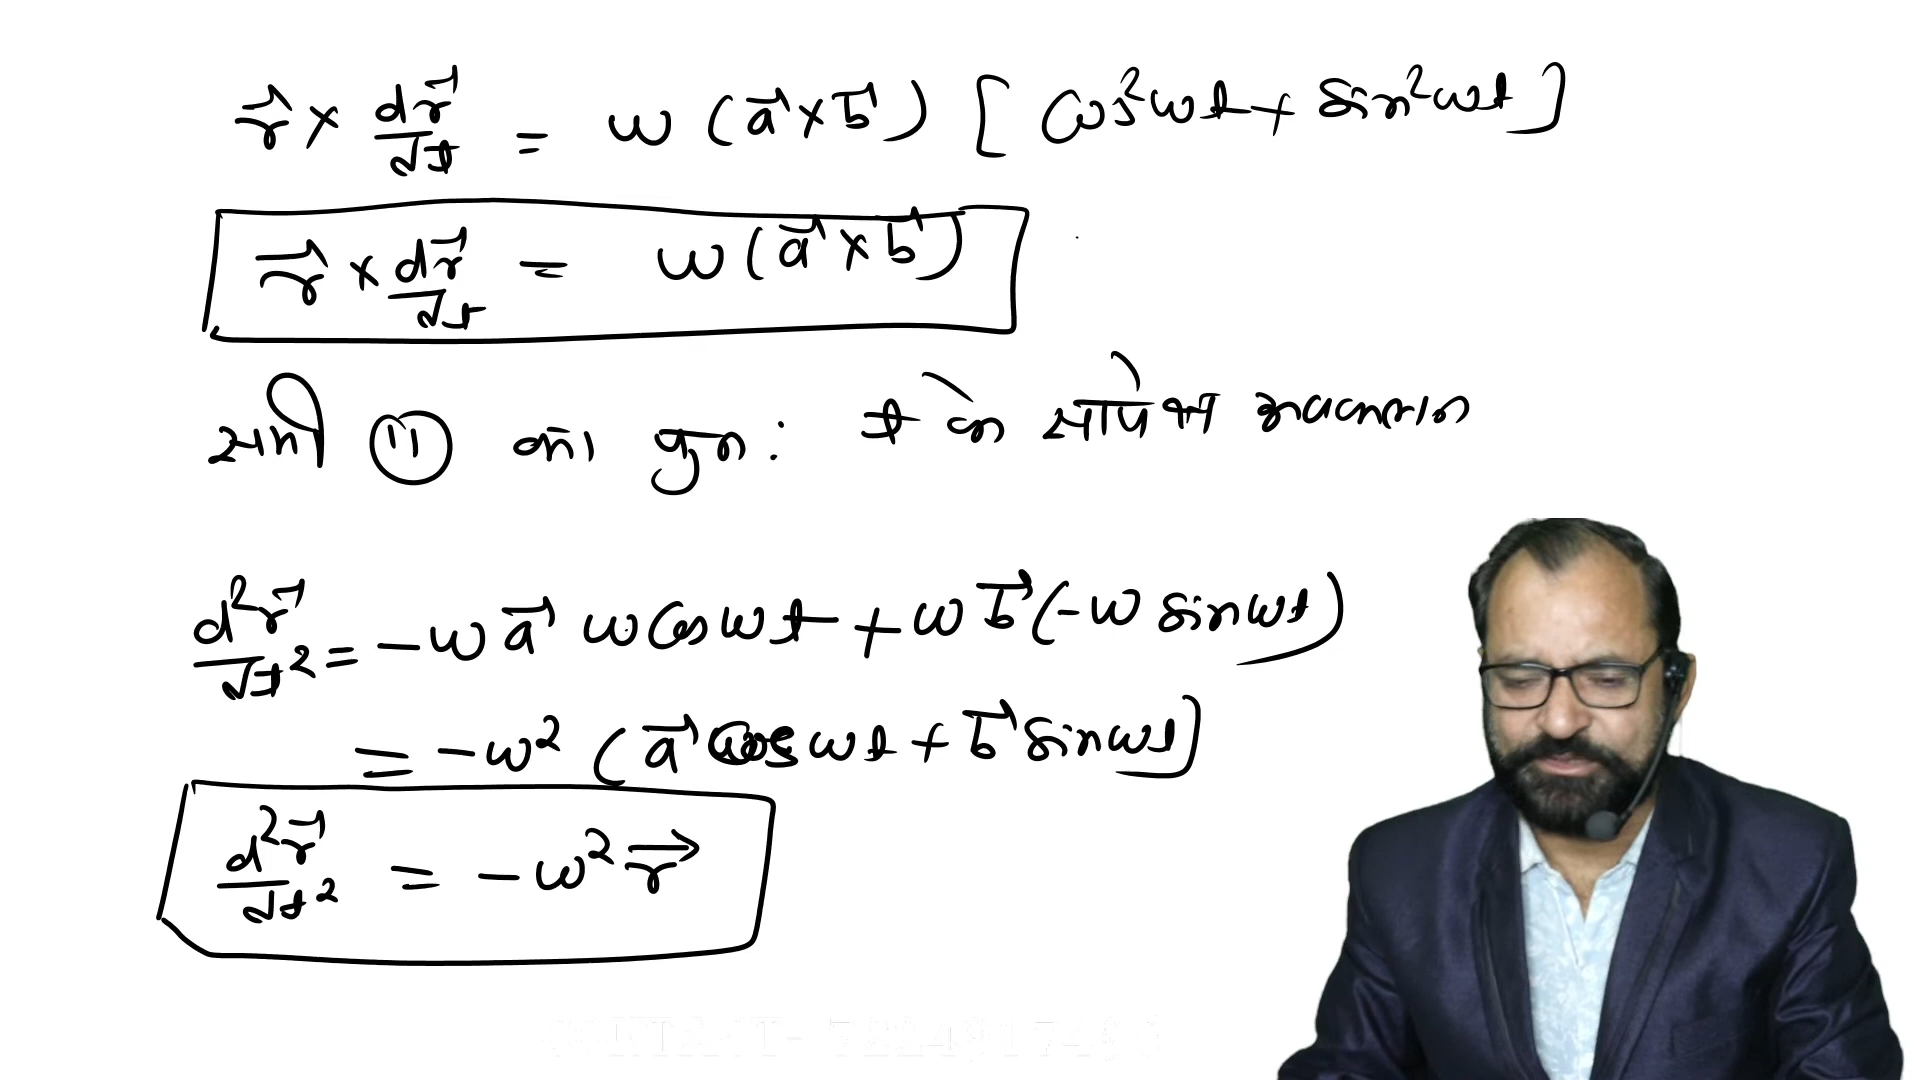 r⃗ × dr⃗/dt = ω (a⃗ × b⃗) [cos²ωt + sin²ωt]
r⃗ × dr⃗/dt = ω (a⃗ × b⃗)
समी (ii) का पुन: t के सापेक्ष अवकलन
d²r⃗/dt² = -ω a⃗ ω cos ωt + ω b⃗ (-ω sin ωt)
= -ω² (a⃗ cos ωt + b⃗ sin ωt]
d²r⃗/dt² = -ω² r⃗